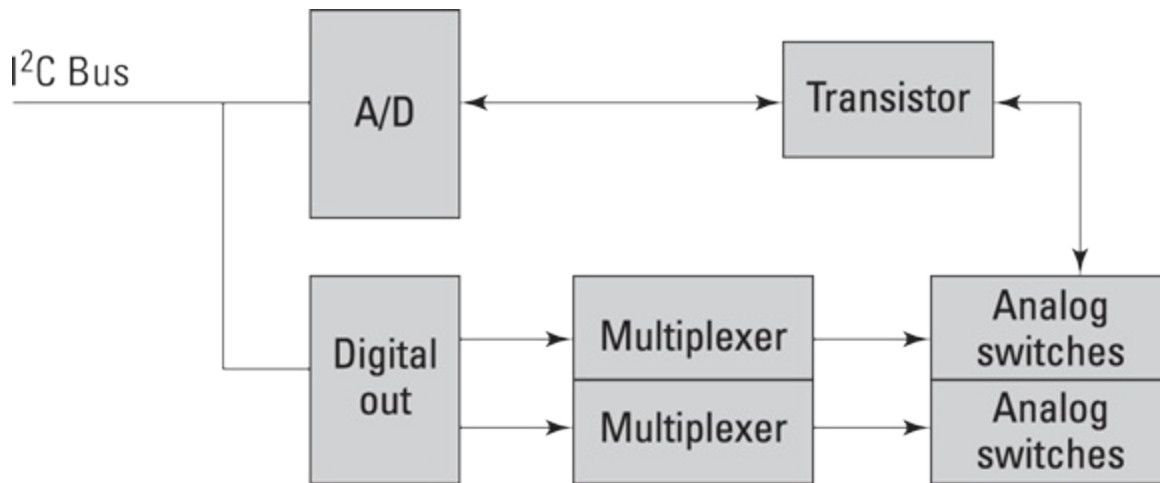 I²C Bus
A/D
Transistor
Digital
out
Multiplexer
Multiplexer
Analog
switches
Analog
switches